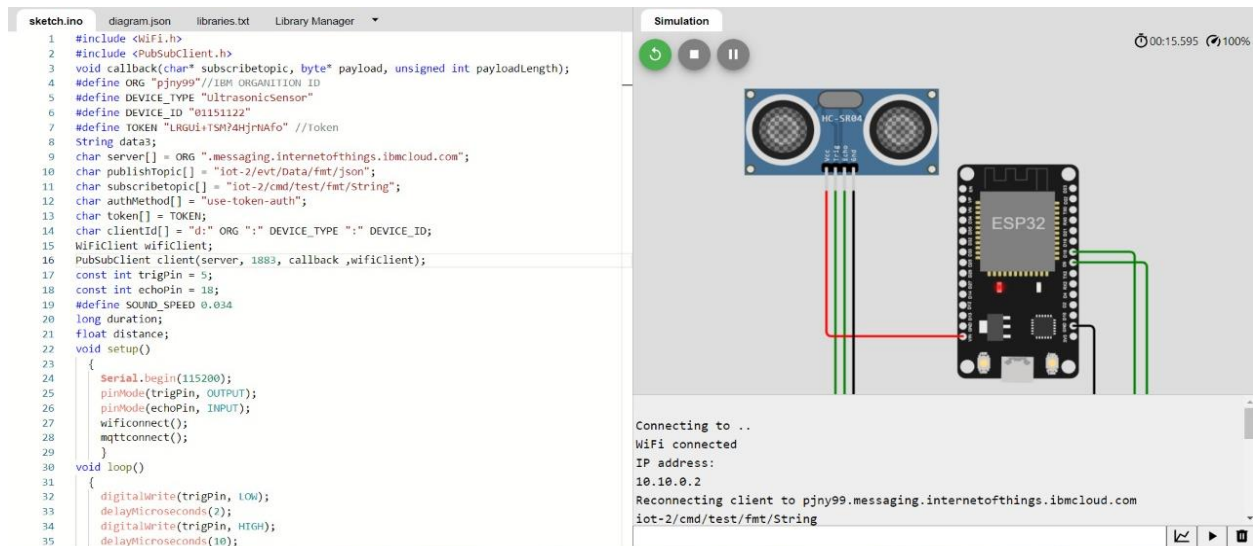 sketch.ino diagram.json libraries.txt Library Manager
1 #include <WiFi.h>
2 #include <PubSubClient.h>
3 void callback(char* subscribetopic, byte* payload, unsigned int payloadLength);
4 #define ORG "pjny99"//IBM ORGANITION ID
5 #define DEVICE_TYPE "UltrasonicSensor"
6 #define DEVICE_ID "01151122"
7 #define TOKEN "LRGUi+TSM?4HjrNAfo" //Token
8 String data3;
9 char server[] = ORG ".messaging.internetofthings.ibmcloud.com";
10 char publishTopic[] = "iot-2/evt/Data/fmt/json";
11 char subscribetopic[] = "iot-2/cmd/test/fmt/String";
12 char authMethod[] = "use-token-auth";
13 char token[] = TOKEN;
14 char clientId[] = "d:" ORG ":" DEVICE_TYPE ":" DEVICE_ID;
15 WiFiClient wifiClient;
16 PubSubClient client(server, 1883, callback ,wifiClient);
17 const int trigPin = 5;
18 const int echoPin = 18;
19 #define SOUND_SPEED 0.034
20 long duration;
21 float distance;
22 void setup()
23 {
24 Serial.begin(115200);
25 pinMode(trigPin, OUTPUT);
26 pinMode(echoPin, INPUT);
27 wificonnect();
28 mqttconnect();
29 }
30 void loop()
31 {
32 digitalWrite(trigPin, LOW);
33 delayMicroseconds(2);
34 digitalWrite(trigPin, HIGH);
35 delayMicroseconds(10);
Simulation
00:15.595 100%
HC-SR04
Vcc
Trig
Echo
Gnd
ESP32
Connecting to ..
WiFi connected
IP address:
10.10.0.2
Reconnecting client to pjny99.messaging.internetofthings.ibmcloud.com
iot-2/cmd/test/fmt/String